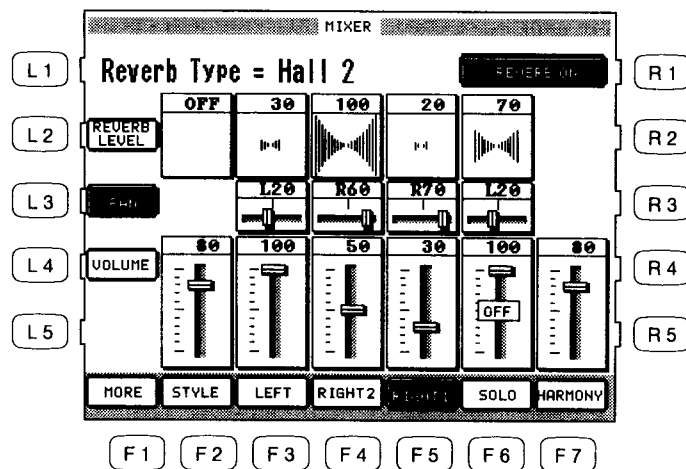 MIXER
L1 Reverb Type = Hall 2 REVERB ON R1
OFF 30 100 20 70
L2 REVERB LEVEL R2
L3 PAN L20 R60 R70 L20 R3
80 100 50 30 100 80
L4 VOLUME R4
OFF
L5 R5
MORE STYLE LEFT RIGHT2 RIGHT1 SOLO HARMONY
F1 F2 F3 F4 F5 F6 F7